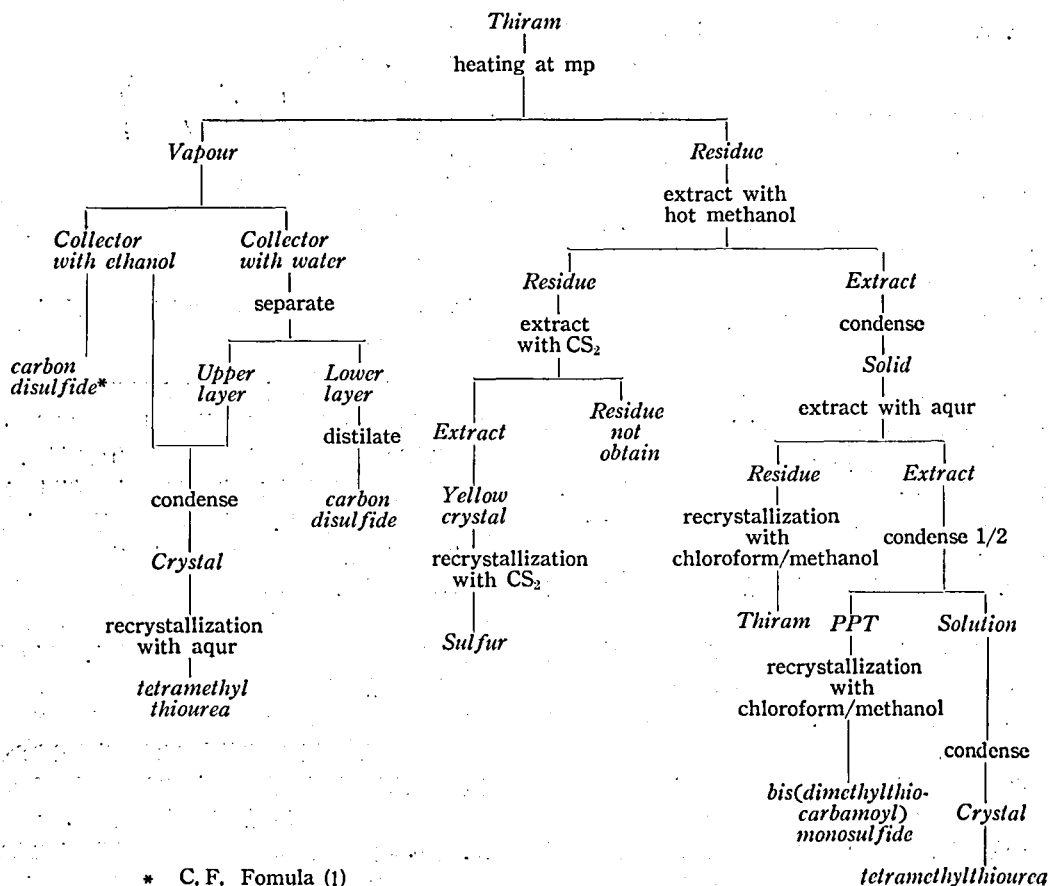 Thiram
heating at mp
Vapour
Residue
extract with
hot methanol
Collector
with ethanol
Collector
with water
separate
carbon
disulfide*
Upper
layer
Lower
layer
distilate
carbon
disulfide
condense
Crystal
recrystallization
with aqur
tetramethyl
thiourea
Residue
extract
with CS₂
Extract
Residue
not
obtain
Yellow
crystal
recrystallization
with CS₂
Sulfur
Extract
condense
Solid
extract with aqur
Residue
recrystallization
with
chloroform/methanol
Thiram
Extract
condense 1/2
PPT
recrystallization
with
chloroform/methanol
bis(dimethylthio-
carbamoyl)
monosulfide
Solution
condense
Crystal
tetramethylthiourea
* C, F, Fomula (1)